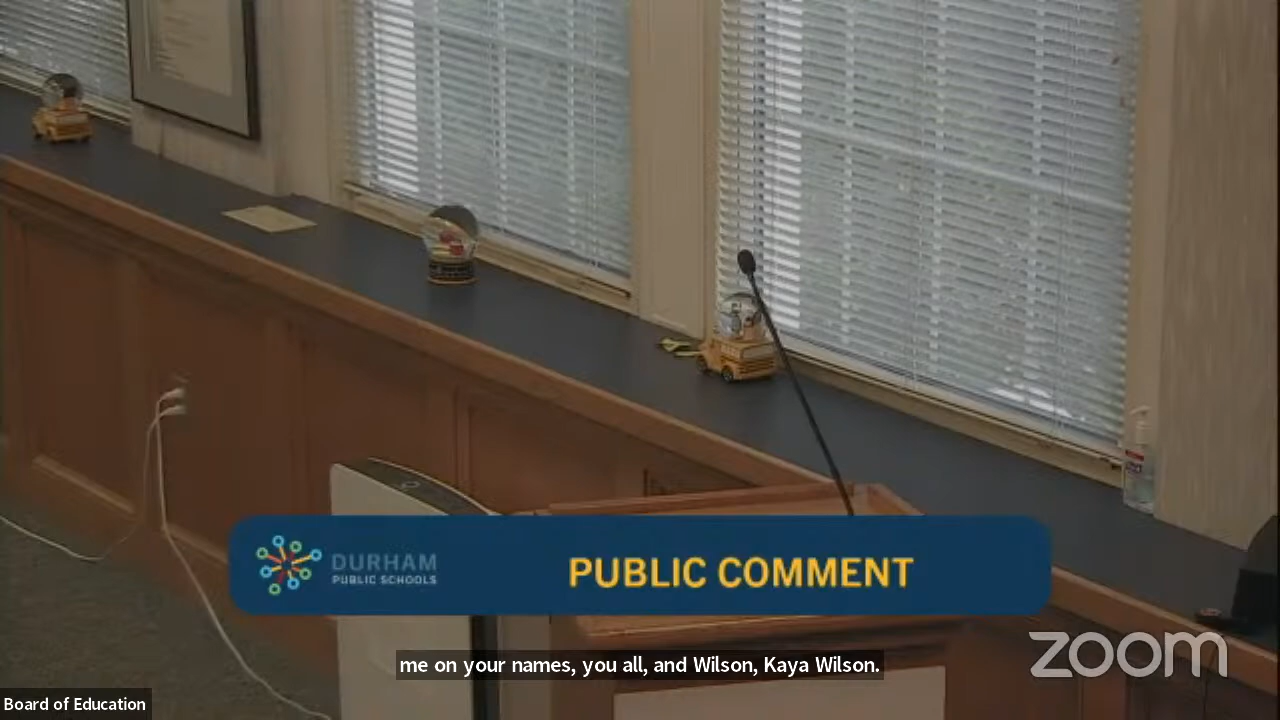 DURHAM
PUBLIC SCHOOLS
PUBLIC COMMENT
me on your names, you all, and Wilson, Kaya Wilson.
zoom
Board of Education